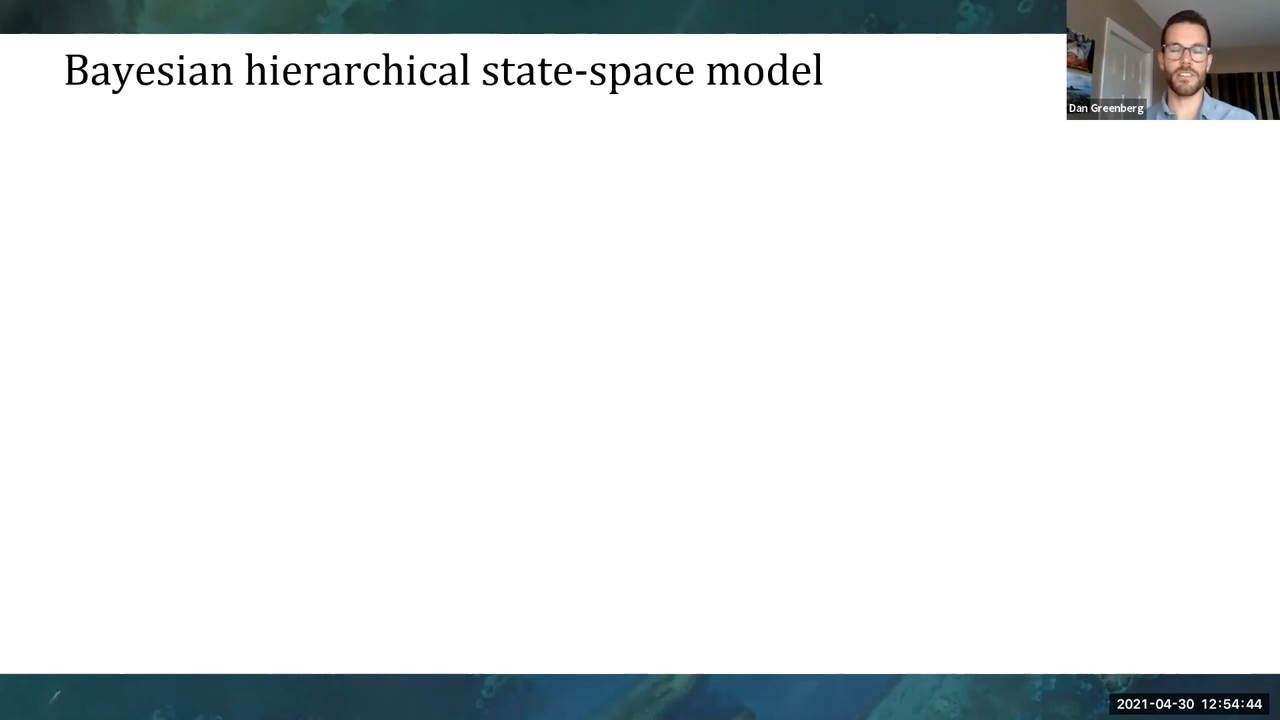 Bayesian hierarchical state-space model
Dan Greenberg
2021-04-30 12:54:44